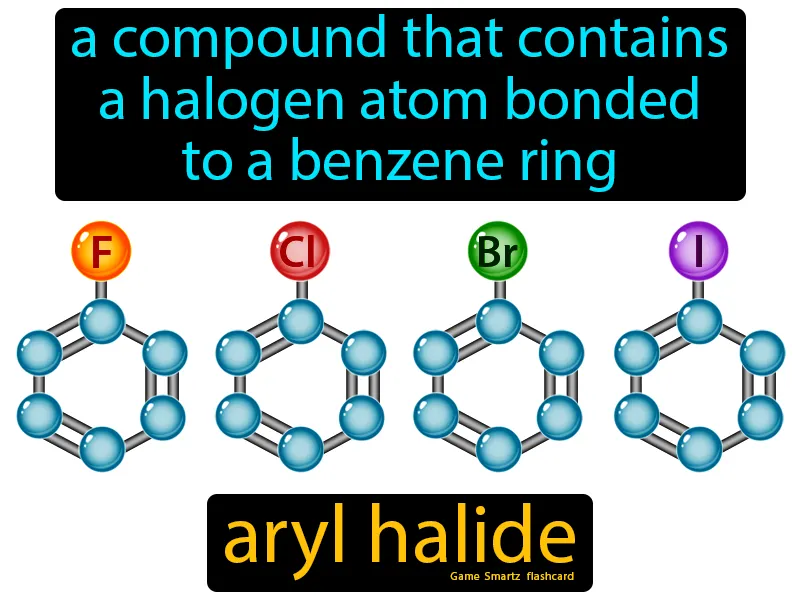 a compound that contains
a halogen atom bonded
to a benzene ring
F Cl Br I
aryl halide
Game Smartz flashcard